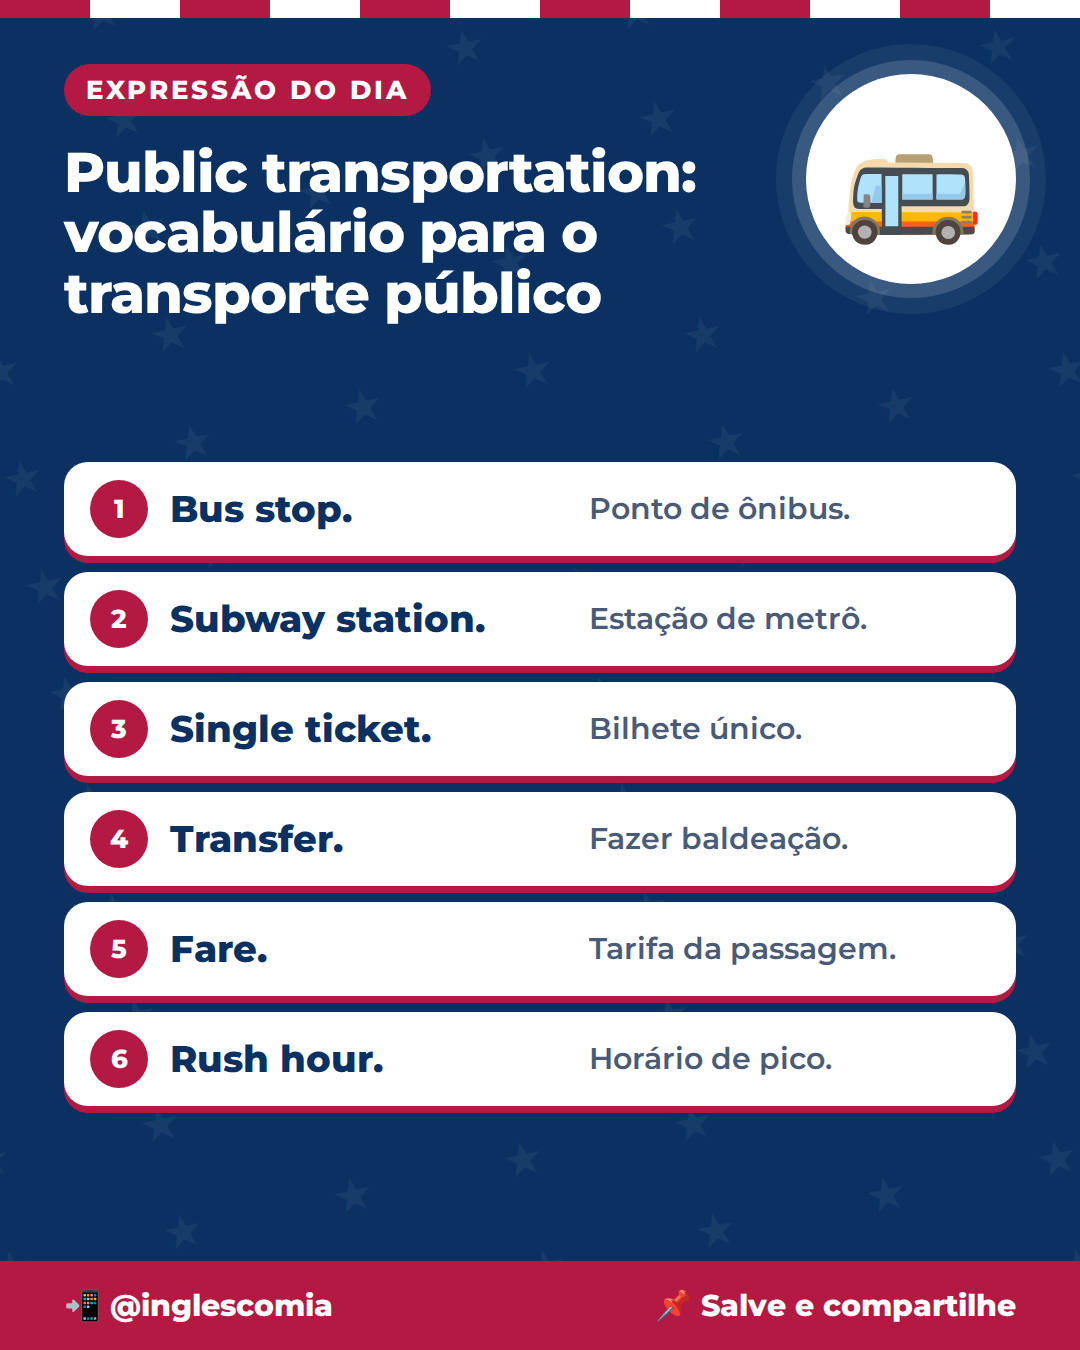 EXPRESSÃO DO DIA
Public transportation:
vocabulário para o
transporte público
1 Bus stop. Ponto de ônibus.
2 Subway station. Estação de metrô.
3 Single ticket. Bilhete único.
4 Transfer. Fazer baldeação.
5 Fare. Tarifa da passagem.
6 Rush hour. Horário de pico.
@inglescomia Salve e compartilhe